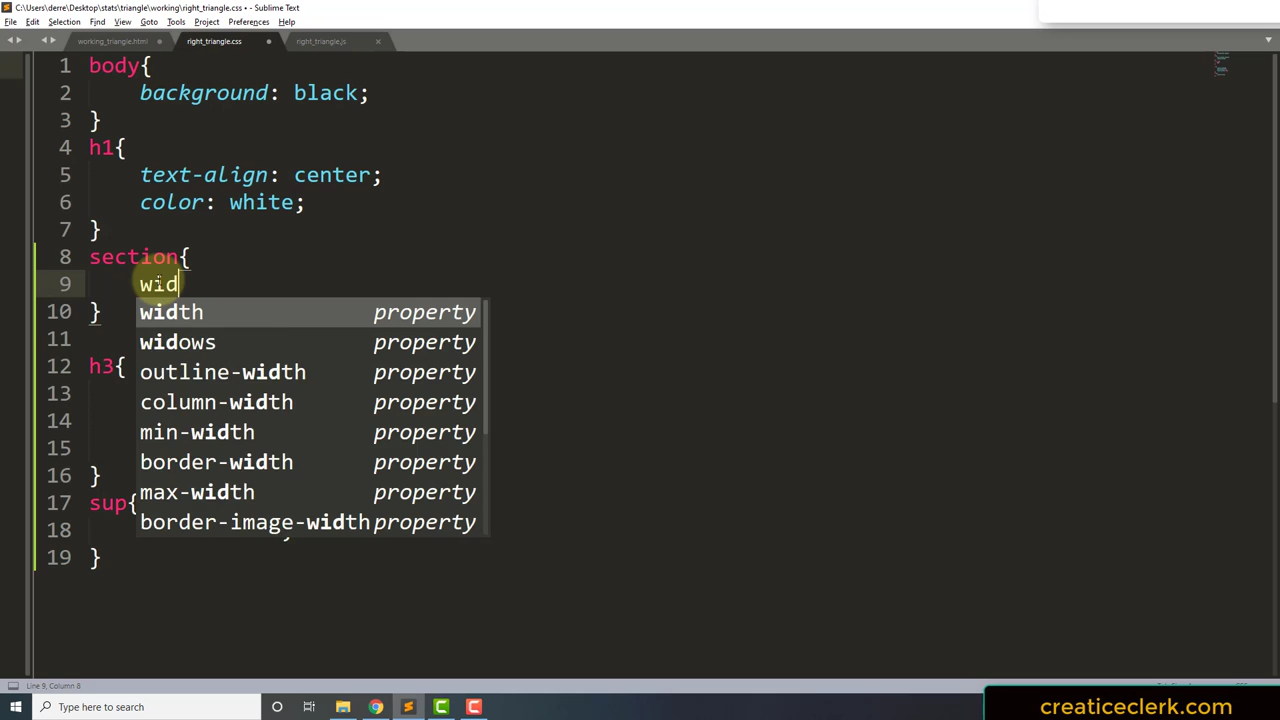 C:\Users\derre\Desktop\stats\triangle\working\right_triangle.css • - Sublime Text
File Edit Selection Find View Goto Tools Project Preferences Help
working_triangle.html right_triangle.css right_triangle.js
1 body{
2 background: black;
3 }
4 h1{
5 text-align: center;
6 color: white;
7 }
8 section{
9 wid
10 }
width property
11
widows property
12 h3{
outline-width property
13
column-width property
14
min-width property
15
border-width property
16 }
max-width property
17 sup{
border-image-width property
18
19 }
Line 9, Column 8
Type here to search
creaticeclerk.com